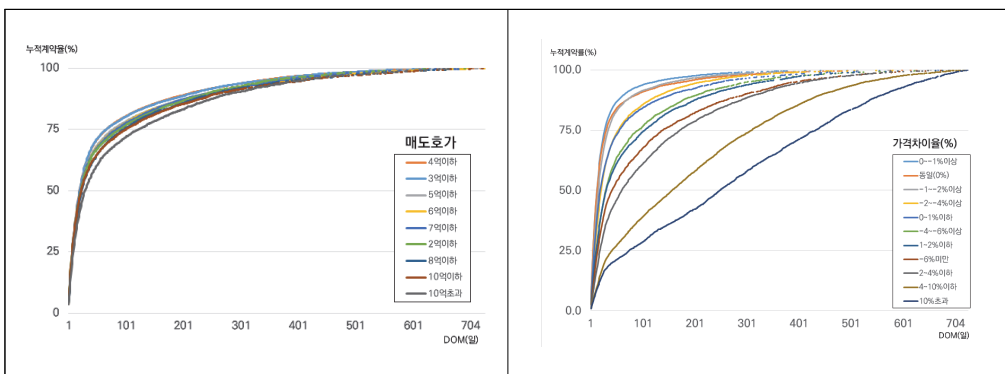 누적계약율(%)
100
75
50
25
0
1
101
201
301
401
501
601
704
DOM(일)
매도호가
4억이하
3억이하
5억이하
6억이하
7억이하
2억이하
8억이하
10억이하
10억초과
누적계약률(%)
100.0
75.0
50.0
25.0
0.0
1
101
201
301
401
501
601
704
DOM(일)
가격차이율(%)
0~-1%이상
동일(0%)
-1~-2%이상
-2~-4%이상
0~1%이하
-4~-6%이상
1~2%이하
-6%미만
2~4%이하
4~10%이하
10%초과